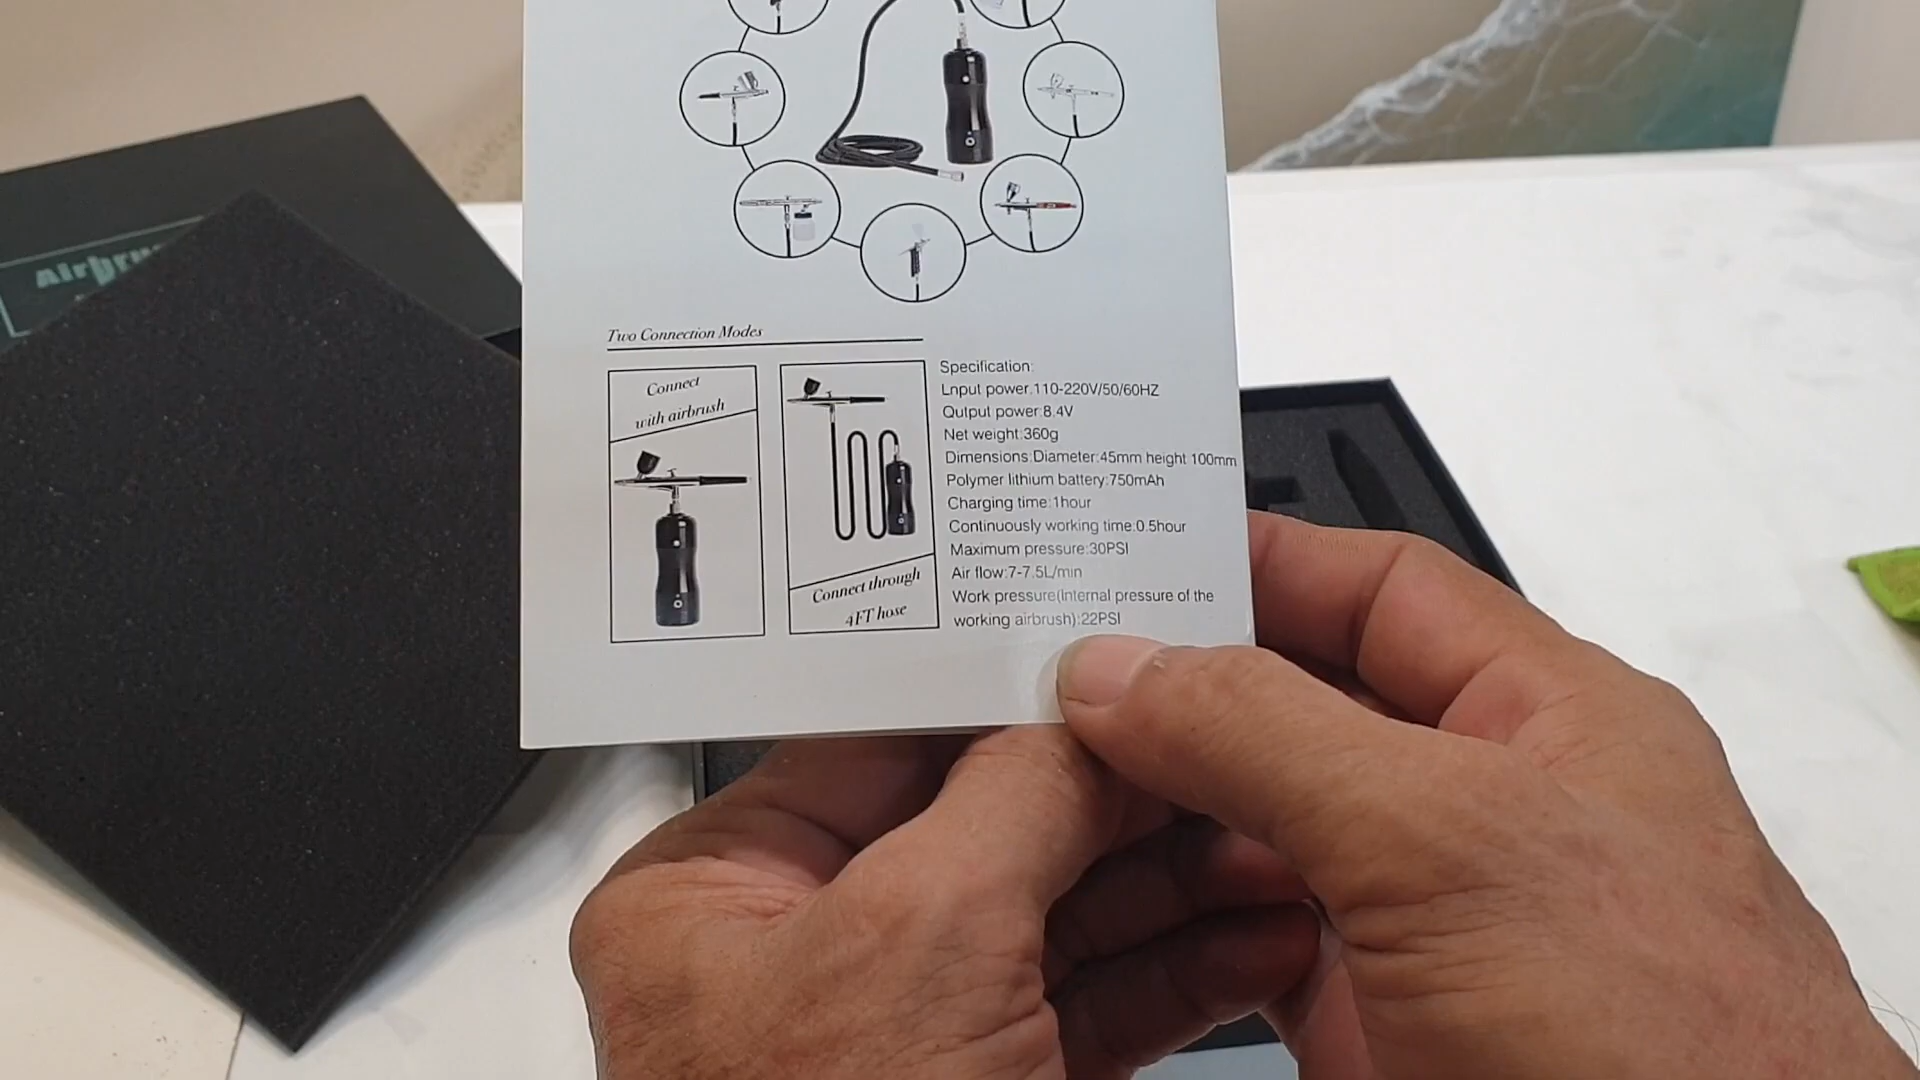 Airbru
Two Connection Modes
Connect
with airbrush
Connect through
4FT hose
Specification:
Lnput power:110-220V/50/60HZ
Qutput power:8.4V
Net weight:360g
Dimensions:Diameter:45mm height 100mm
Polymer lithium battery:750mAh
Charging time:1hour
Continuously working time:0.5hour
Maximum pressure:30PSI
Air flow:7-7.5L/min
Work pressure(Internal pressure of the
working airbrush):22PSI